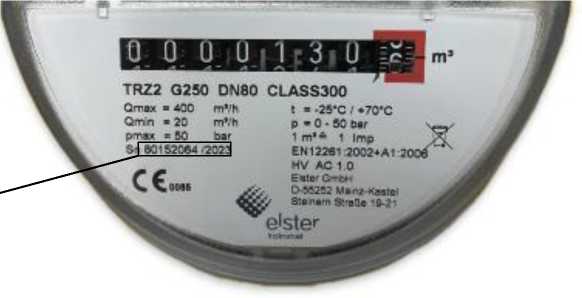 0 0 0 0 1 3 0 m³
TRZ2 G250 DN80 CLASS300
Qmax = 400 m³/h t = -25°C / +70°C
Qmin = 20 m³/h p = 0 - 50 bar
pmax = 50 bar 1 m³ ≙ 1 Imp
Sn 80152064 /2023 EN12261:2002+A1:2006
HV AC 1.0
Elster GmbH
CE 0085 D-55252 Mainz-Kastel
Steinern Straße 19-21
elster